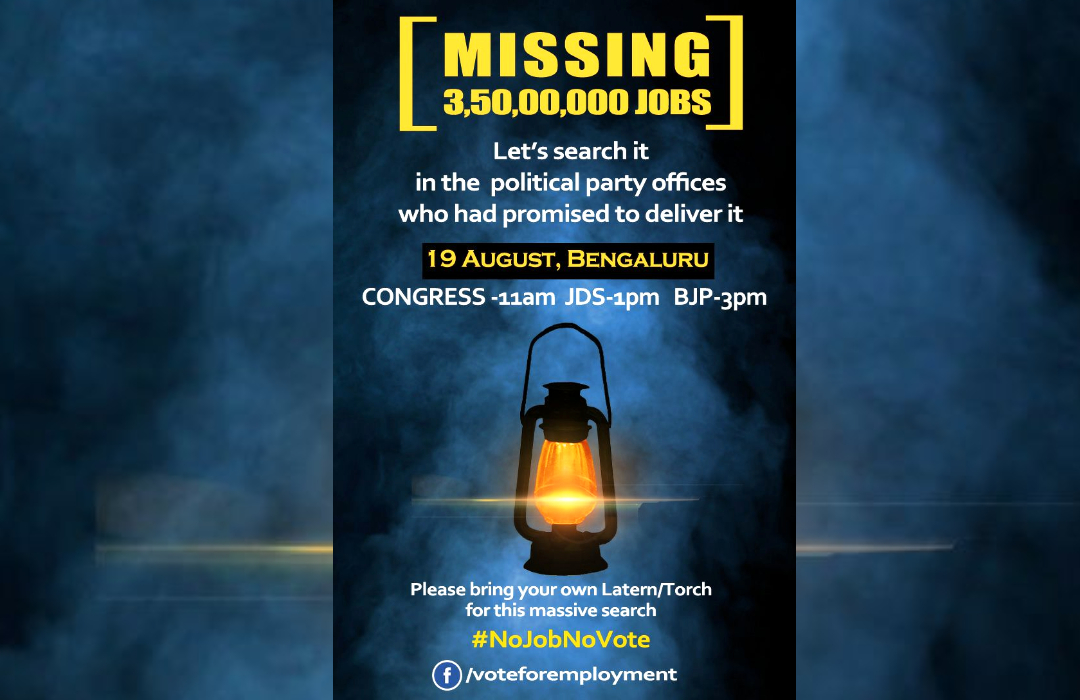 MISSING
3,50,00,000 JOBS
Let's search it
in the political party offices
who had promised to deliver it
19 August, Bengaluru
CONGRESS -11am JDS-1pm BJP-3pm
Please bring your own Latern/Torch
for this massive search
#NoJobNoVote
f /voteforemployment